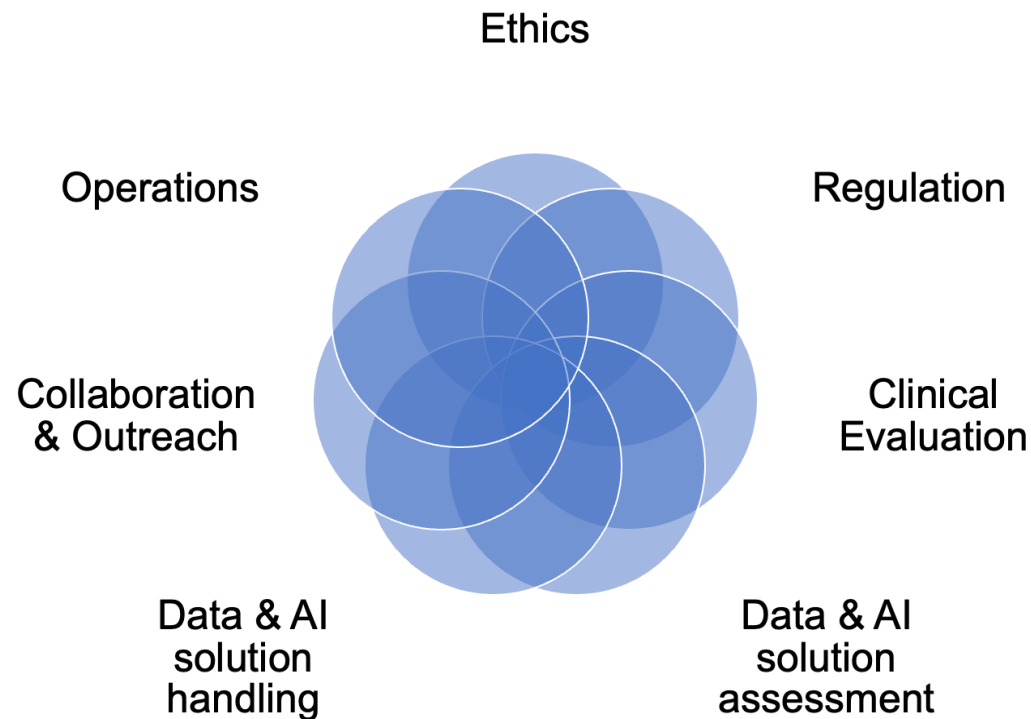 Ethics
Operations
Regulation
Collaboration
& Outreach
Clinical
Evaluation
Data & AI
solution
handling
Data & AI
solution
assessment